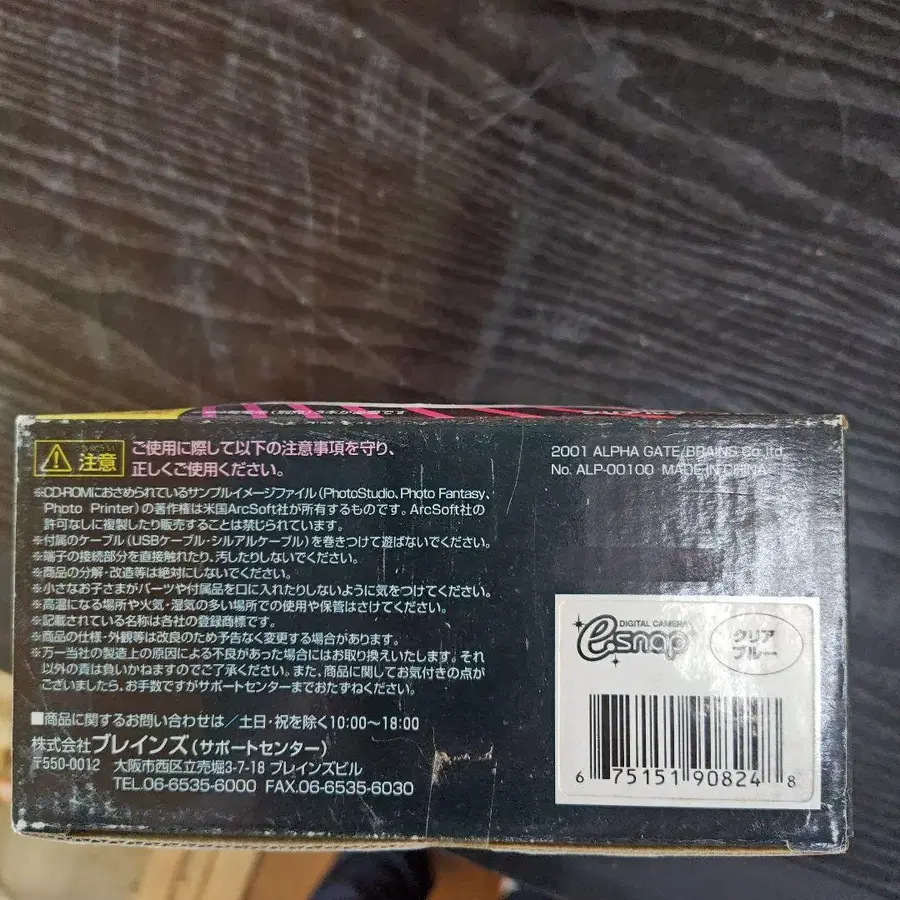 注意 ご使用に際して以下の注意事項を守り、
正しくご使用ください。
※CD-ROMにおさめられているサンプルイメージファイル(PhotoStudio, Photo Fantasy,
Photo Printer)の著作権は米国ArcSoft社が所有するものです。ArcSoft社の
許可なしに複製したり販売することは禁じられています。
※付属のケーブル(USBケーブル・シルアルケーブル)を巻きつけて遊ばないでください。
※端子の接続部分を直接触れたり、汚したりしないでください。
※商品の分解・改造等は絶対にしないでください。
※小さなお子さまがパーツや付属品を口に入れたりしないように気をつけてください。
※高温になる場所や火気・湿気の多い場所での使用や保管はさけてください。
※記載されている名称は各社の登録商標です。
※商品の仕様・外観等は改良のため予告なく変更する場合があります。
※万一当社の製造上の原因による不良があった場合にはお取り換えいたします。それ
以外の責は負いかねますのでご了承ください。また、商品に関してお気付きの点が
ございましたら、お手数ですがサポートセンターまでおたずねください。
■商品に関するお問い合わせは/土日・祝を除く10:00〜18:00
株式会社ブレインズ(サポートセンター)
〒550-0012 大阪市西区立売堀3-7-18 ブレインズビル
TEL.06-6535-6000 FAX.06-6535-6030
2001 ALPHA GATE/BRAINS Co.,ltd.
No. ALP-00100 MADE IN CHINA
DIGITAL CAMERA
e-snap
クリア
ブルー
6 75151 90824 8